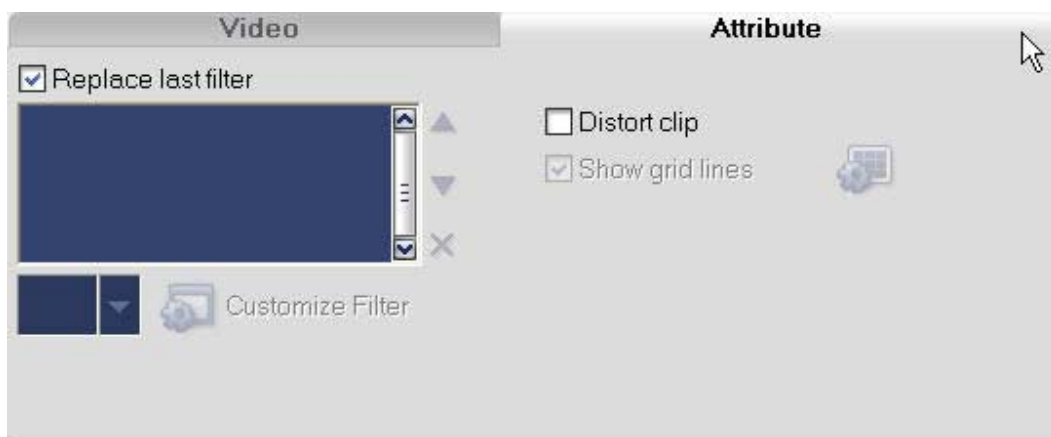 Video
Attribute
Replace last filter
Distort clip
Show grid lines
Customize Filter